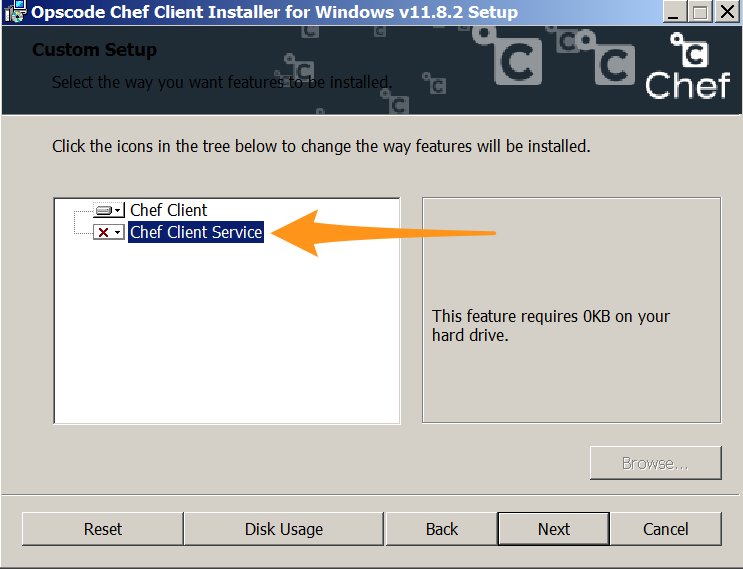 Opscode Chef Client Installer for Windows v11.8.2 Setup
Custom Setup
Select the way you want features to be installed.
Chef
Click the icons in the tree below to change the way features will be installed.
Chef Client
Chef Client Service
This feature requires 0KB on your
hard drive.
Browse...
Reset
Disk Usage
Back
Next
Cancel